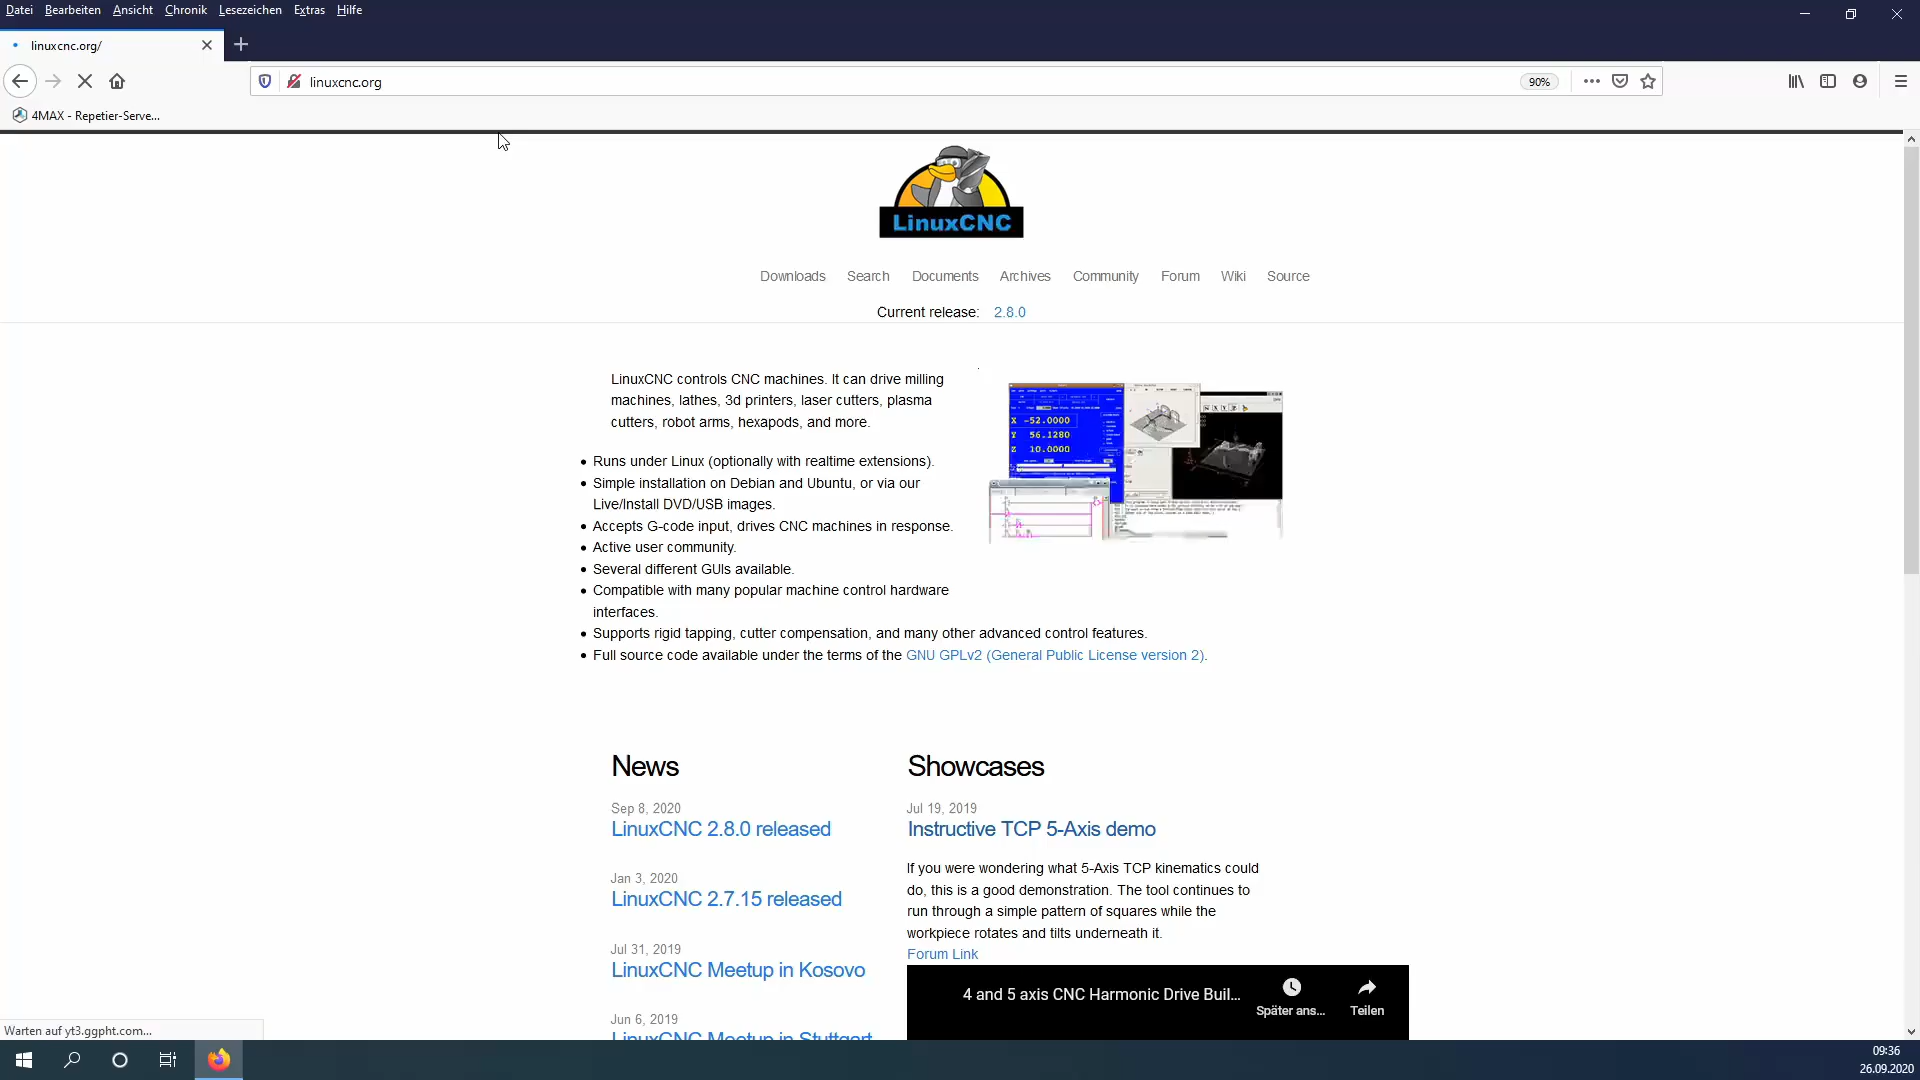 Datei Bearbeiten Ansicht Chronik Lesezeichen Extras Hilfe
linuxcnc.org/
linuxcnc.org
90%
4MAX - Repetier-Serve...
LinuxCNC
Downloads Search Documents Archives Community Forum Wiki Source
Current release: 2.8.0
LinuxCNC controls CNC machines. It can drive milling
machines, lathes, 3d printers, laser cutters, plasma
cutters, robot arms, hexapods, and more.
X -52.0000
Y 56.1280
Z 10.0000
Runs under Linux (optionally with realtime extensions).
Simple installation on Debian and Ubuntu, or via our
Live/Install DVD/USB images.
Accepts G-code input, drives CNC machines in response.
Active user community.
Several different GUIs available.
Compatible with many popular machine control hardware
interfaces.
Supports rigid tapping, cutter compensation, and many other advanced control features.
Full source code available under the terms of the GNU GPLv2 (General Public License version 2).
News
Sep 8, 2020
LinuxCNC 2.8.0 released
Jan 3, 2020
LinuxCNC 2.7.15 released
Jul 31, 2019
LinuxCNC Meetup in Kosovo
Jun 6, 2019
LinuxCNC Meetup in Stuttgart
Showcases
Jul 19, 2019
Instructive TCP 5-Axis demo
If you were wondering what 5-Axis TCP kinematics could
do, this is a good demonstration. The tool continues to
run through a simple pattern of squares while the
workpiece rotates and tilts underneath it.
Forum Link
4 and 5 axis CNC Harmonic Drive Buil...
Später ans...
Teilen
Warten auf yt3.ggpht.com...
09:36
26.09.2020